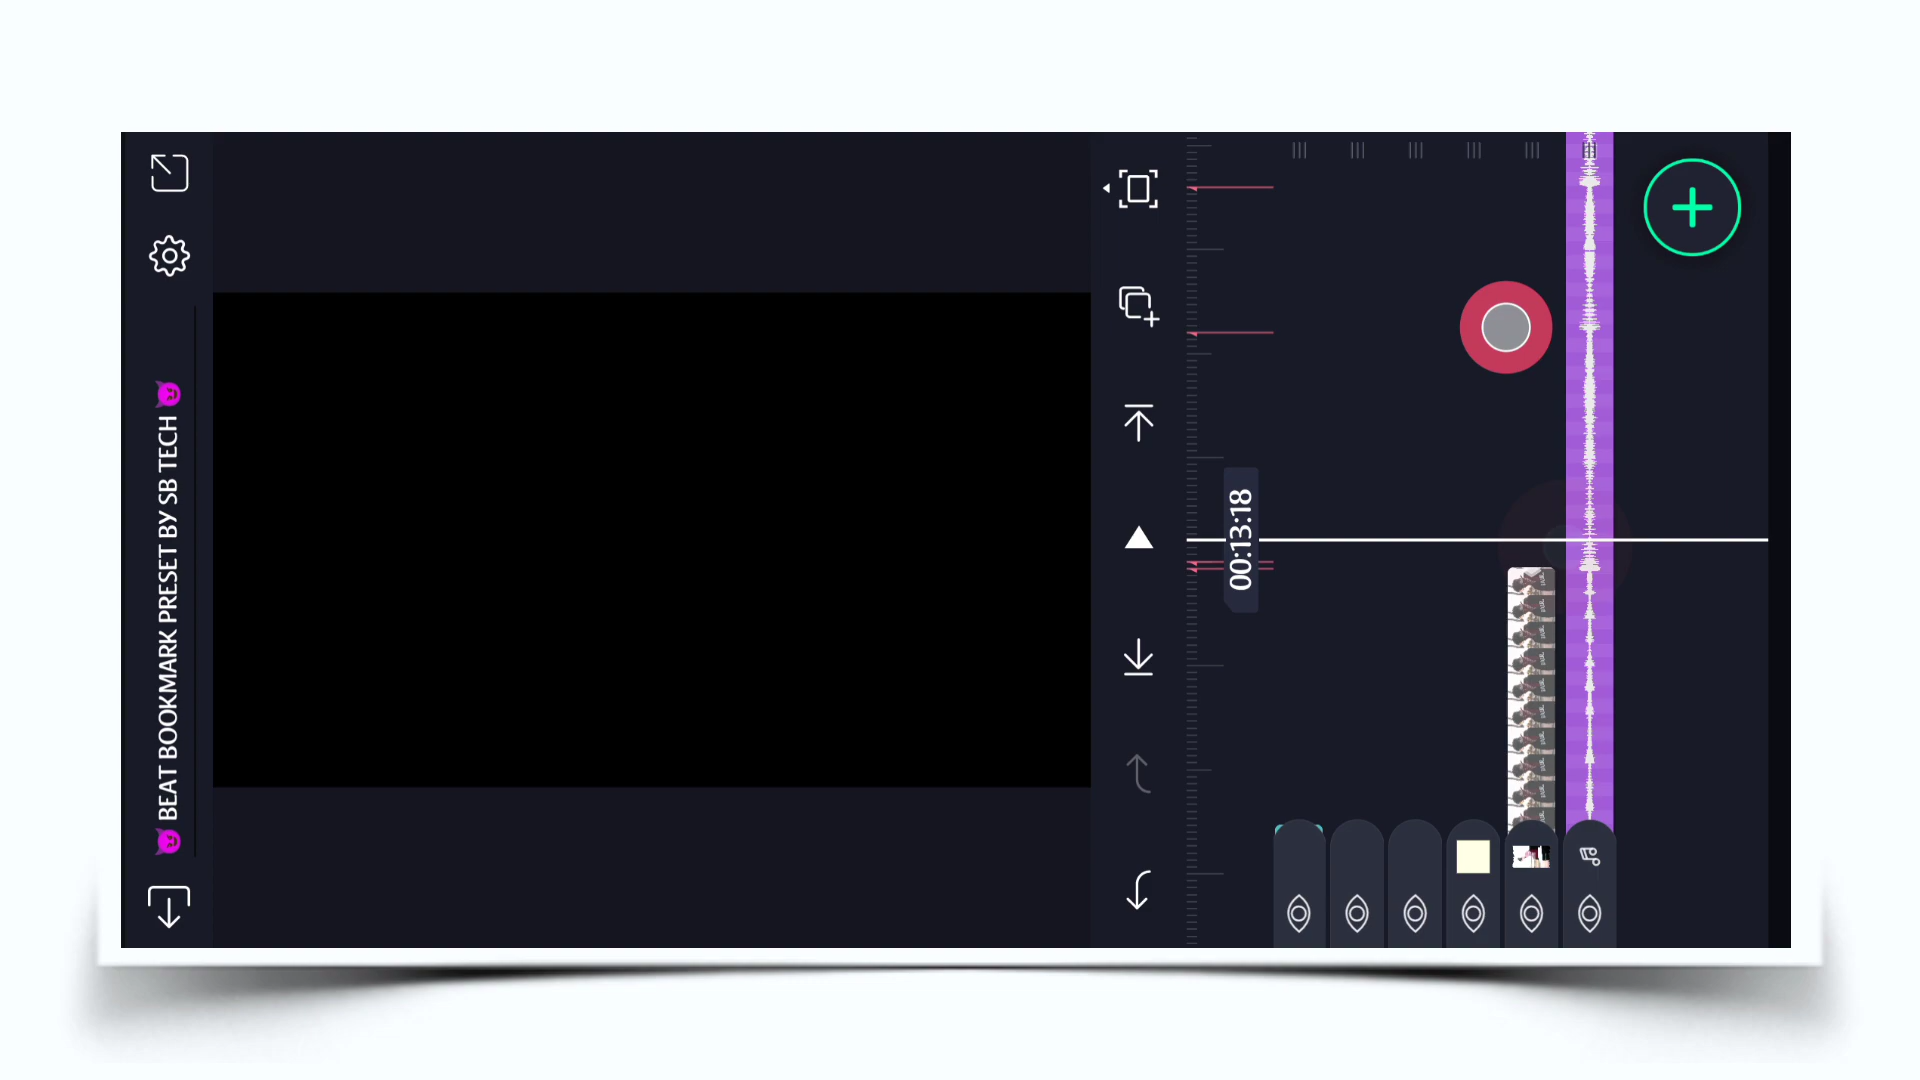 😈 BEAT BOOKMARK PRESET BY SB TECH 😈
00:13:18